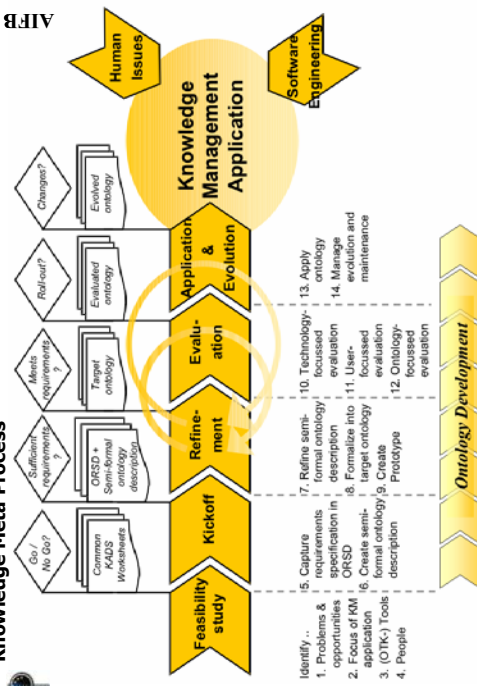 Knowledge Meta Process
AIFB
Go /
No Go?
Sufficient
requirements
?
Meets
requirements
?
Roll-out?
Changes?
Common
KADS
Worksheets
ORSD +
Semi-formal
ontology
description
Target
ontology
Evaluated
ontology
Evolved
ontology
Human
Issues
Feasibility
study
Kickoff
Refine-
ment
Evalu-
ation
Application
&
Evolution
Knowledge
Management
Application
Software
Engineering
Identify ..
1. Problems &
opportunities
2. Focus of KM
application
3. (OTK-) Tools
4. People
5. Capture
requirements
specification in
ORSD
6. Create semi-
formal ontology
description
7. Refine semi-
formal ontology
description
8. Formalize into
target ontology
9. Create
Prototype
10. Technology-
focussed
evaluation
11. User-
focussed
evaluation
12. Ontology-
focussed
evaluation
13. Apply
ontology
14. Manage
evolution and
maintenance
Ontology Development